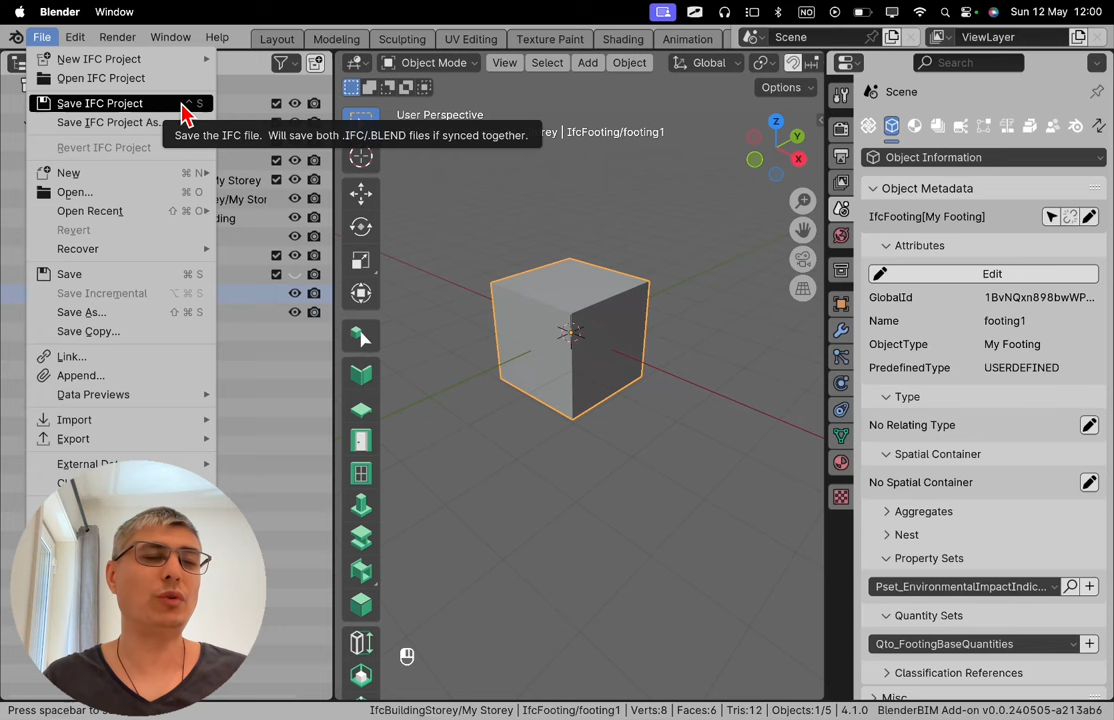 Blender Window NO Sun 12 May 12:00
File Edit Render Window Help Layout Modeling Sculpting UV Editing Texture Paint Shading Animation Scene ViewLayer
New IFC Project
Open IFC Project
Save IFC Project ^ S
Save IFC Project As.
Save the IFC file. Will save both .IFC/.BLEND files if synced together.
Revert IFC Project
New ⌘ N
Open... ⌘ O
Open Recent ⇧ ⌘ O
Revert
Recover
Save ⌘ S
Save Incremental ⌥ ⌘ S
Save As... ⇧ ⌘ S
Save Copy...
Link...
Append...
Data Previews
Import
Export
External
My Storey
/My Stor
ding
Object Mode View Select Add Object Global
Options
User Perspective
orey | IfcFooting/footing1
Z
Y
X
Search
Scene
Object Information
Object Metadata
IfcFooting[My Footing]
Attributes
Edit
GlobalId 1BvNQxn898bwWP...
Name footing1
ObjectType My Footing
PredefinedType USERDEFINED
Type
No Relating Type
Spatial Container
No Spatial Container
Aggregates
Nest
Property Sets
Pset_EnvironmentalImpactIndic...
Quantity Sets
Qto_FootingBaseQuantities
Classification References
Misc
Press spacebar to IfcBuildingStorey/My Storey | IfcFooting/footing1 | Verts:8 | Faces:6 | Tris:12 | Objects:1/5 | 4.1.0 BlenderBIM Add-on v0.0.240505-a213ab6